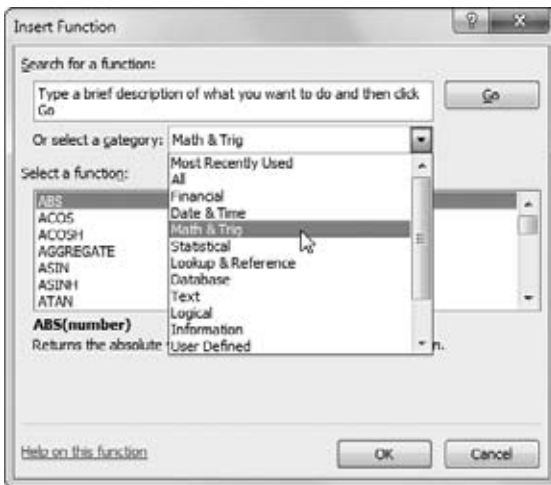 Insert Function
Search for a function:
Type a brief description of what you want to do and then click
Go
Go
Or select a category: Math & Trig
Most Recently Used
All
Financial
Date & Time
Math & Trig
Statistical
Lookup & Reference
Database
Text
Logical
Information
User Defined
Select a function:
ABS
ACOS
ACOSH
AGGREGATE
ASIN
ASINH
ATAN
ABS(number)
Returns the absolute n.
Help on this function
OK
Cancel